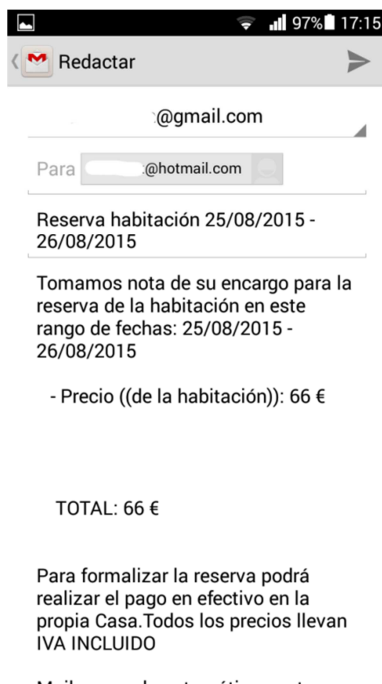 97% 17:15
Redactar
@gmail.com
Para @hotmail.com
Reserva habitación 25/08/2015 -
26/08/2015
Tomamos nota de su encargo para la
reserva de la habitación en este
rango de fechas: 25/08/2015 -
26/08/2015
- Precio ((de la habitación)): 66 €
TOTAL: 66 €
Para formalizar la reserva podrá
realizar el pago en efectivo en la
propia Casa.Todos los precios llevan
IVA INCLUIDO